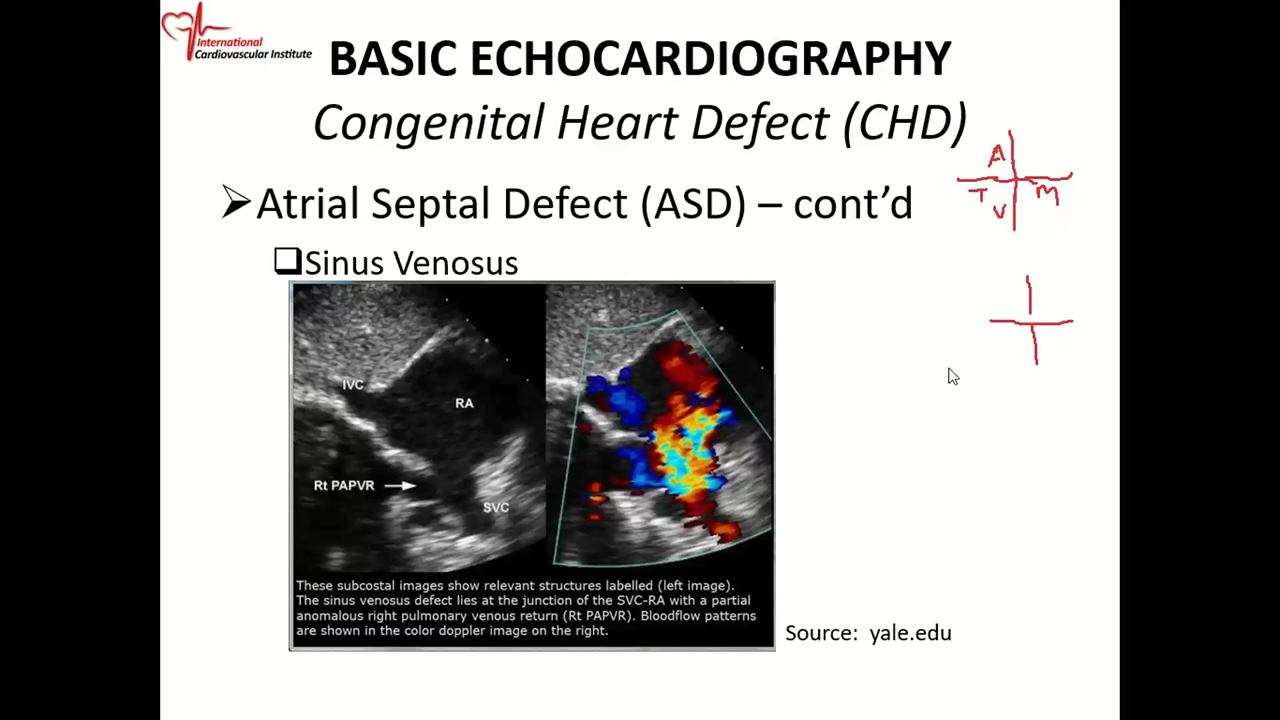 International
Cardiovascular Institute
BASIC ECHOCARDIOGRAPHY
Congenital Heart Defect (CHD)
A
T M
V
Atrial Septal Defect (ASD) – cont’d
Sinus Venosus
IVC
RA
Rt PAPVR
SVC
These subcostal images show relevant structures labelled (left image).
The sinus venosus defect lies at the junction of the SVC-RA with a partial
anomalous right pulmonary venous return (Rt PAPVR). Bloodflow patterns
are shown in the color doppler image on the right.
Source: yale.edu